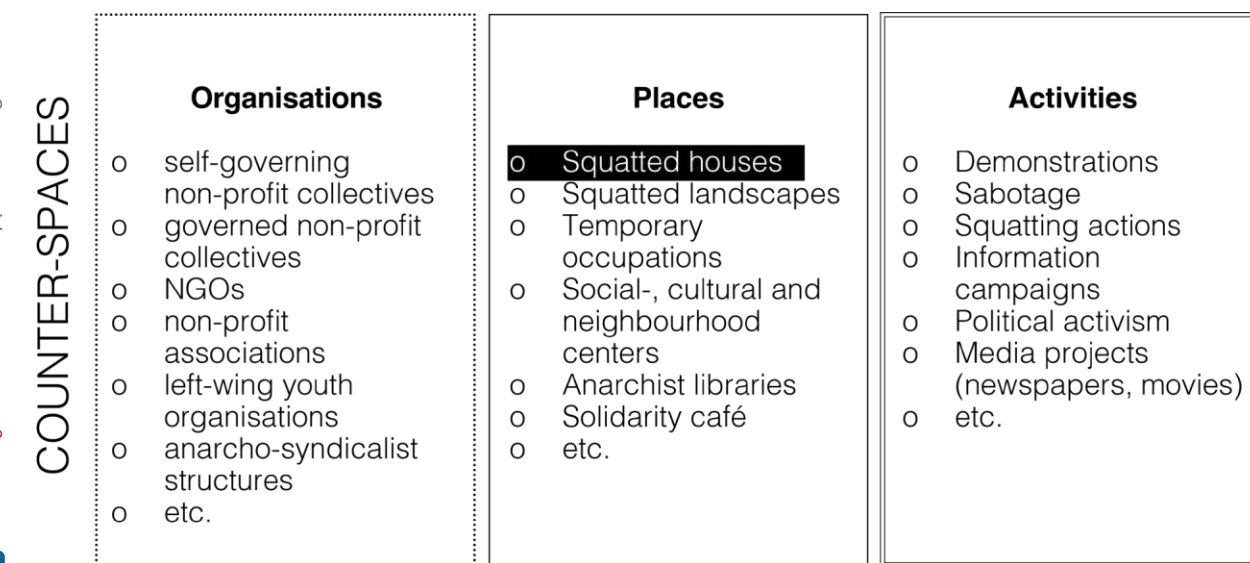 COUNTER-SPACES
Organisations
o self-governing
non-profit collectives
o governed non-profit
collectives
o NGOs
o non-profit
associations
o left-wing youth
organisations
o anarcho-syndicalist
structures
o etc.
Places
o Squatted houses
o Squatted landscapes
o Temporary
occupations
o Social-, cultural and
neighbourhood
centers
o Anarchist libraries
o Solidarity café
o etc.
Activities
o Demonstrations
o Sabotage
o Squatting actions
o Information
campaigns
o Political activism
o Media projects
(newspapers, movies)
o etc.